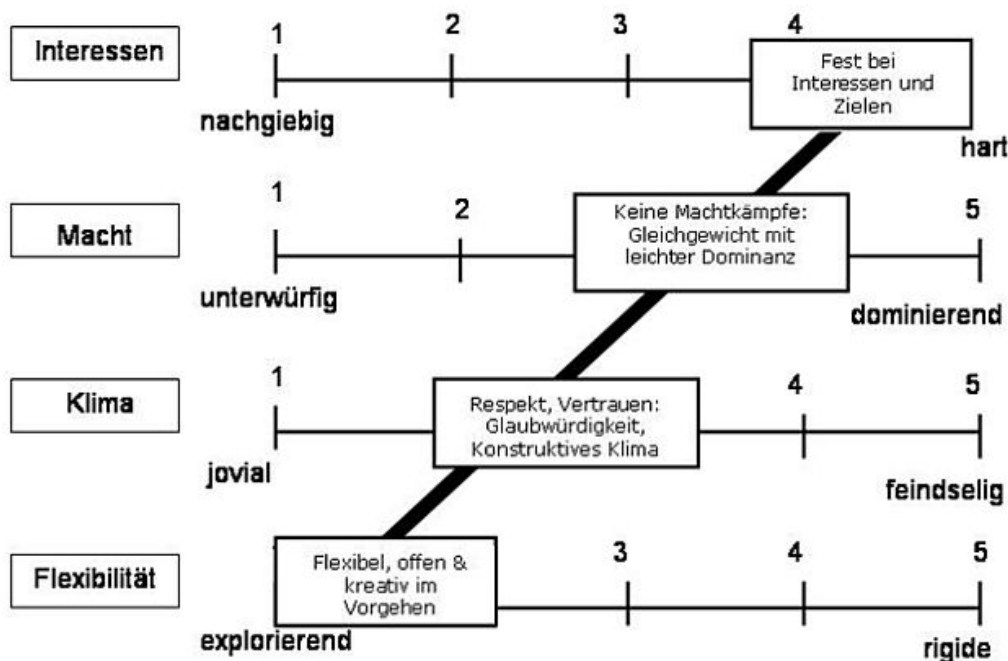 Interessen
1
2
3
4
Fest bei
Interessen und
Zielen
nachgiebig
hart
Macht
1
2
5
Keine Machtkämpfe:
Gleichgewicht mit
leichter Dominanz
unterwürfig
dominierend
Klima
1
4
5
Respekt, Vertrauen:
Glaubwürdigkeit,
Konstruktives Klima
jovial
feindselig
Flexibilität
3
4
5
Flexibel, offen &
kreativ im
Vorgehen
explorierend
rigide